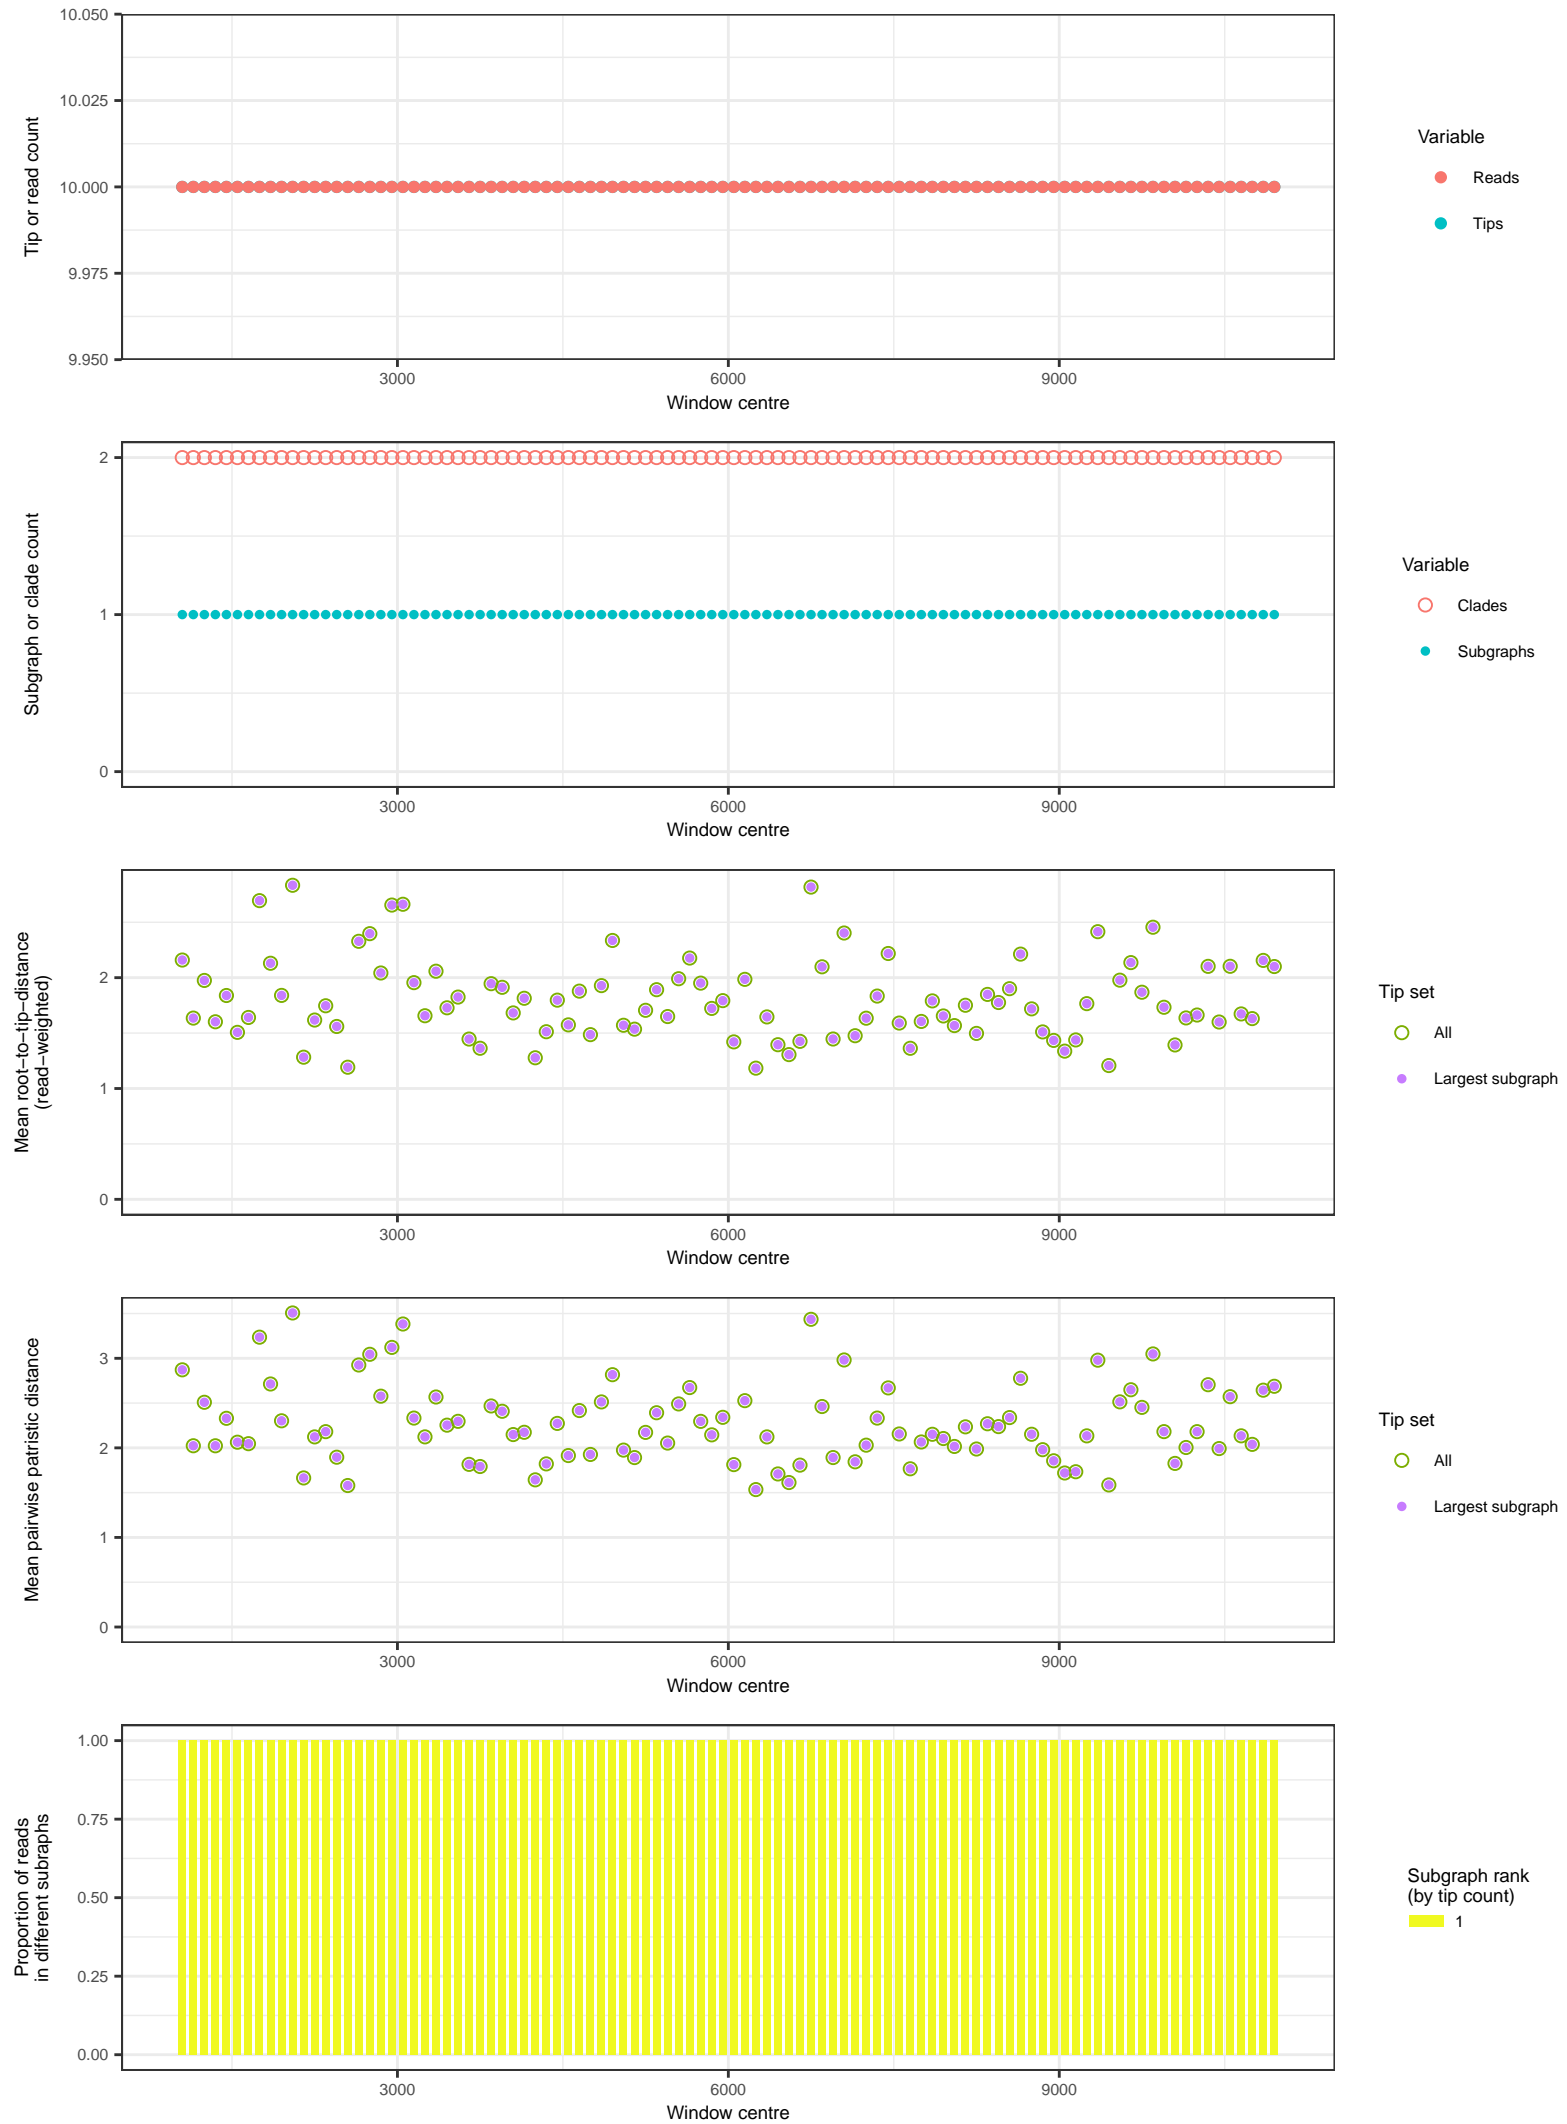 10.050
10.025
10.000
9.975
9.950
Tip or read count
3000
6000
9000
Window centre
Variable
Reads
Tips
2
1
0
Subgraph or clade count
3000
6000
9000
Window centre
Variable
Clades
Subgraphs
2
1
0
Mean root−to−tip−distance
(read−weighted)
3000
6000
9000
Window centre
Tip set
All
Largest subgraph
3
2
1
0
Mean pairwise patristic distance
3000
6000
9000
Window centre
Tip set
All
Largest subgraph
1.00
0.75
0.50
0.25
0.00
Proportion of reads
in different subraphs
3000
6000
9000
Window centre
Subgraph rank
(by tip count)
1